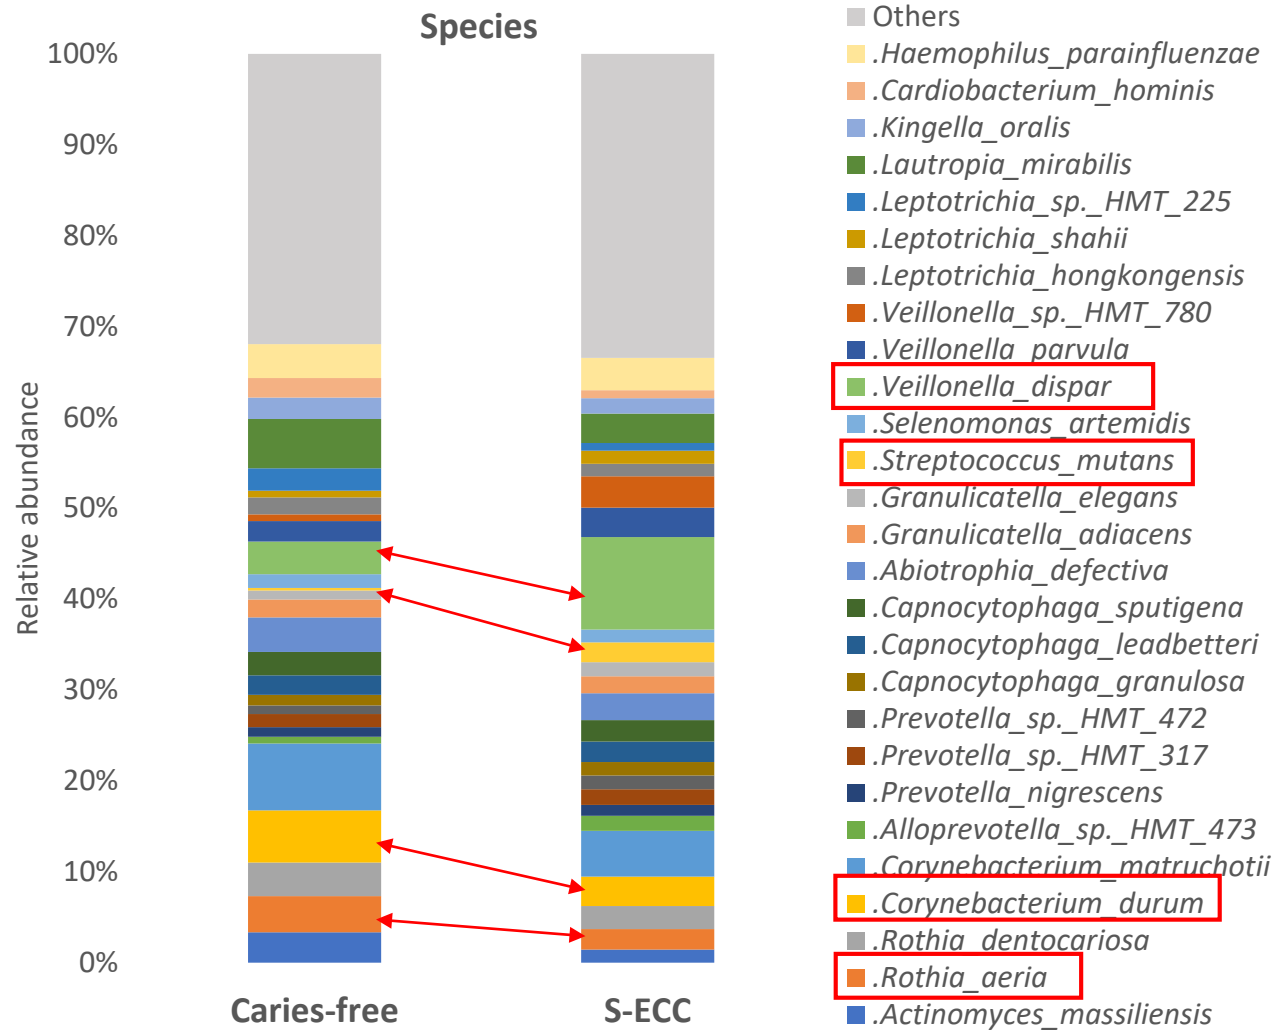 Species
100%
90%
80%
70%
60%
50%
40%
30%
20%
10%
0%
Relative abundance
Caries-free
S-ECC
Others
.Haemophilus_parainfluenzae
.Cardiobacterium_hominis
.Kingella_oralis
.Lautropia_mirabilis
.Leptotrichia_sp._HMT_225
.Leptotrichia_shahii
.Leptotrichia_hongkongensis
.Veillonella_sp._HMT_780
.Veillonella_parvula
.Veillonella_dispar
.Selenomonas_artemidis
.Streptococcus_mutans
.Granulicatella_elegans
.Granulicatella_adiacens
.Abiotrophia_defectiva
.Capnocytophaga_sputigena
.Capnocytophaga_leadbetteri
.Capnocytophaga_granulosa
.Prevotella_sp._HMT_472
.Prevotella_sp._HMT_317
.Prevotella_nigrescens
.Alloprevotella_sp._HMT_473
.Corynebacterium_matruchotii
.Corynebacterium_durum
.Rothia_dentocariosa
.Rothia_aeria
.Actinomyces_massiliensis